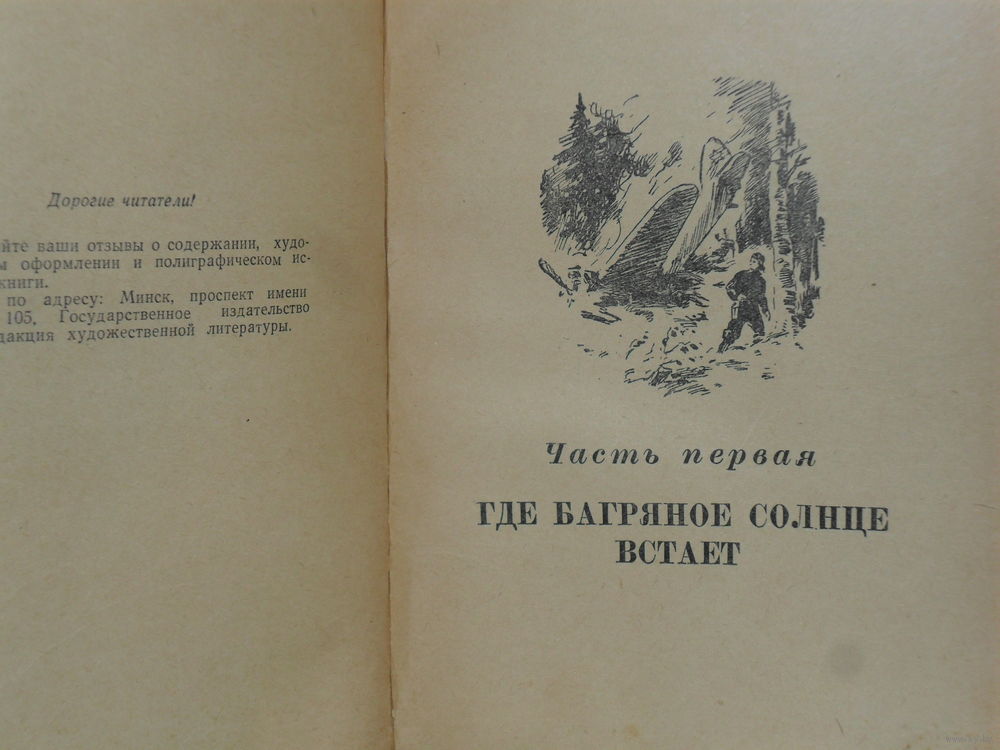 Дорогие читатели!
йте ваши отзывы о содержании, худо-
м оформлении и полиграфическом ис-
книги.
по адресу: Минск, проспект имени
105, Государственное издательство
дакция художественной литературы.
Часть первая
ГДЕ БАГРЯНОЕ СОЛНЦЕ
ВСТАЕТ